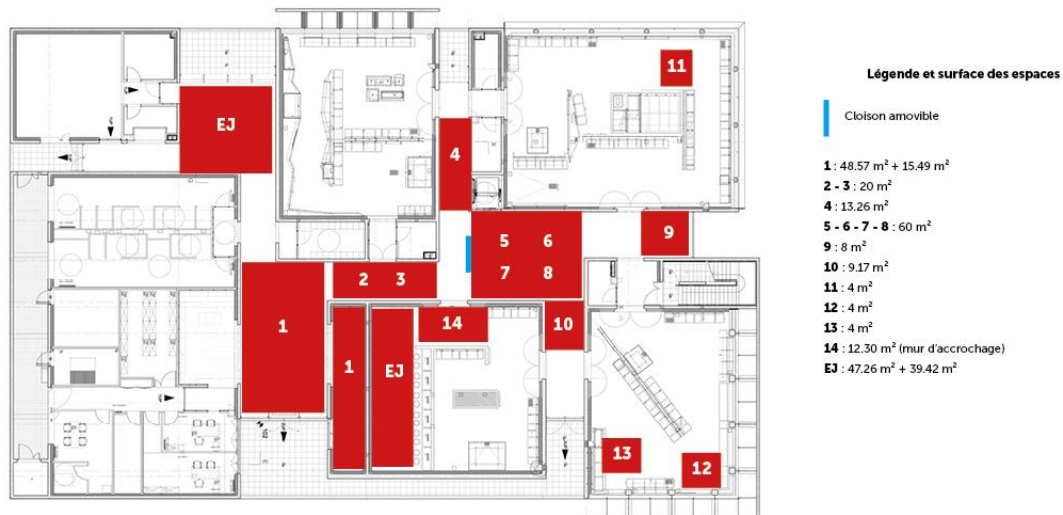 11
EJ
4
9
5 6
7 8
2 3
1
14
10
1
EJ
102
13
12
Légende et surface des espaces
Cloison amovible
1 : 48.57 m² + 15.49 m²
2 - 3 : 20 m²
4 : 13.26 m²
5 - 6 - 7 - 8 : 60 m²
9 : 8 m²
10 : 9.17 m²
11 : 4 m²
12 : 4 m²
13 : 4 m²
14 : 12.30 m² (mur d'accrochage)
EJ : 47.26 m² + 39.42 m²